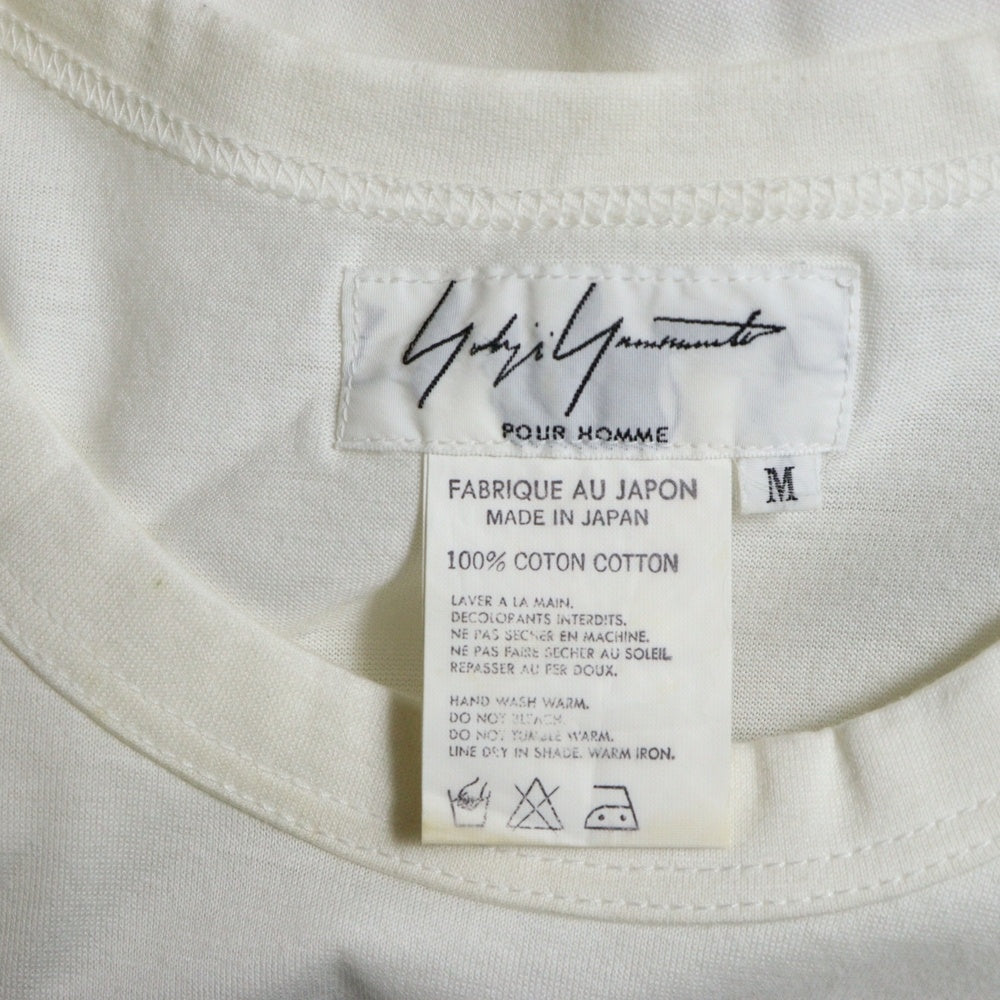 Yohji Yamamoto
POUR HOMME
M
FABRIQUE AU JAPON
MADE IN JAPAN
100% COTON COTTON
LAVER A LA MAIN.
DECOLORANTS INTERDITS.
NE PAS SECHER EN MACHINE.
NE PAS FAIRE SECHER AU SOLEIL.
REPASSER AU FER DOUX.
HAND WASH WARM.
DO NOT BLEACH.
DO NOT TUMBLE WARM.
LINE DRY IN SHADE. WARM IRON.